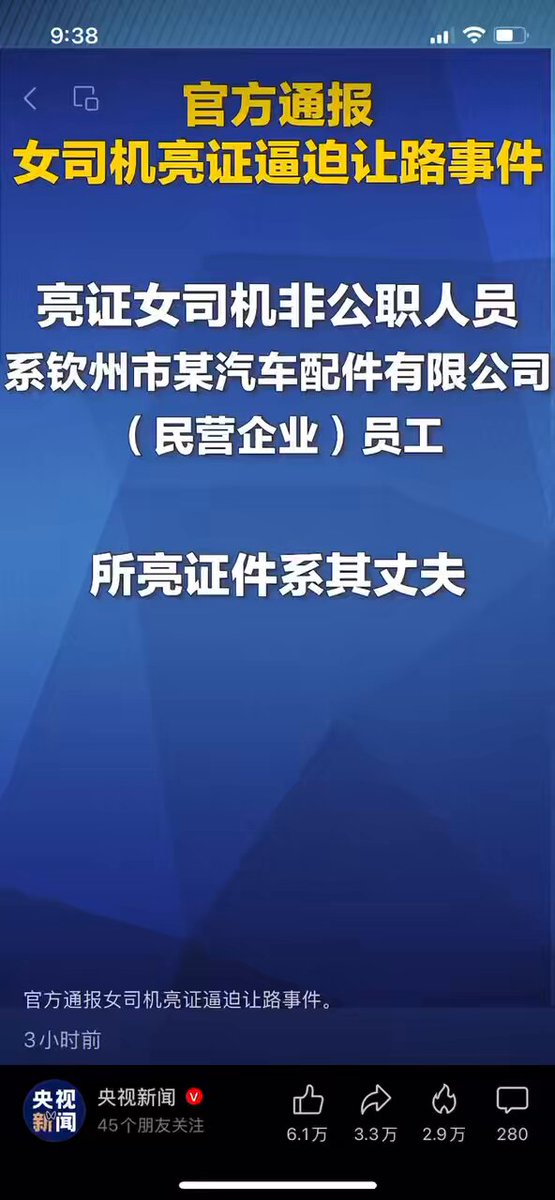 9:38
官方通报
女司机亮证逼迫让路事件
亮证女司机非公职人员
系钦州市某汽车配件有限公司
（民营企业）员工
所亮证件系其丈夫
官方通报女司机亮证逼迫让路事件。
3小时前
央视新闻
央视新闻
45个朋友关注
6.1万
3.3万
2.9万
280